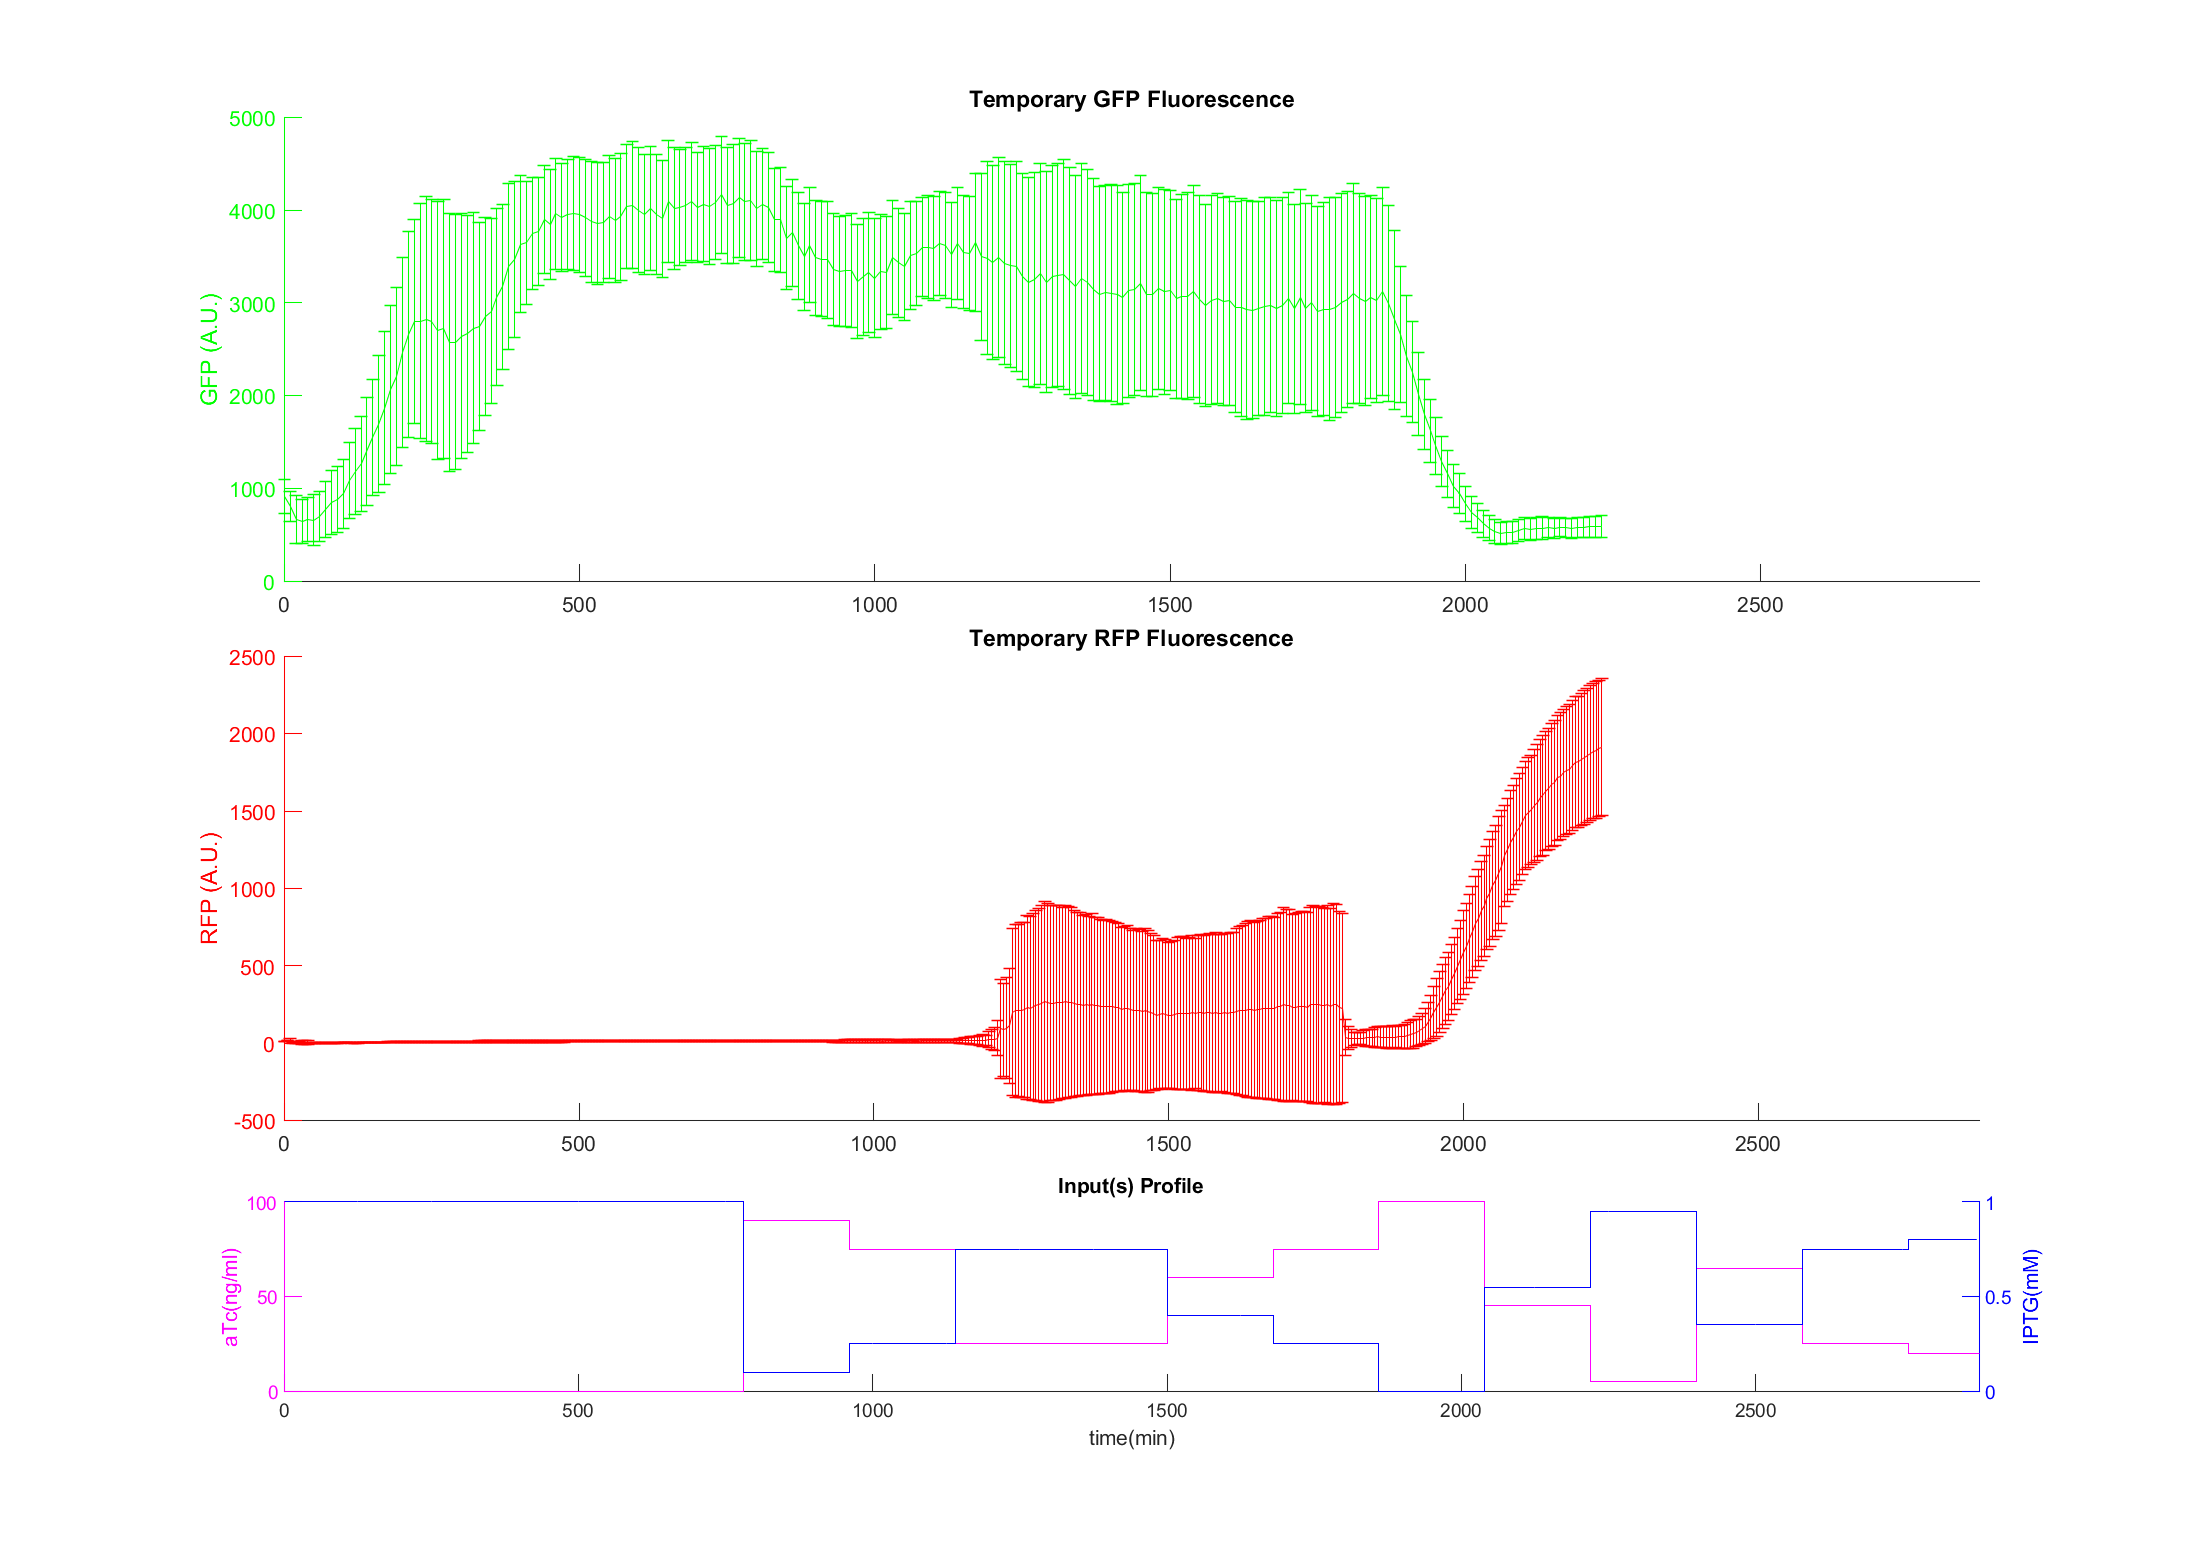 Temporary GFP Fluorescence
5000
4000
3000
2000
1000
0
GFP (A.U.)
0 500 1000 1500 2000 2500
Temporary RFP Fluorescence
2500
2000
1500
1000
500
0
-500
RFP (A.U.)
0 500 1000 1500 2000 2500
Input(s) Profile
100
50
0
aTc(ng/ml)
1
0.5
0
IPTG(mM)
0 500 1000 1500 2000 2500
time(min)